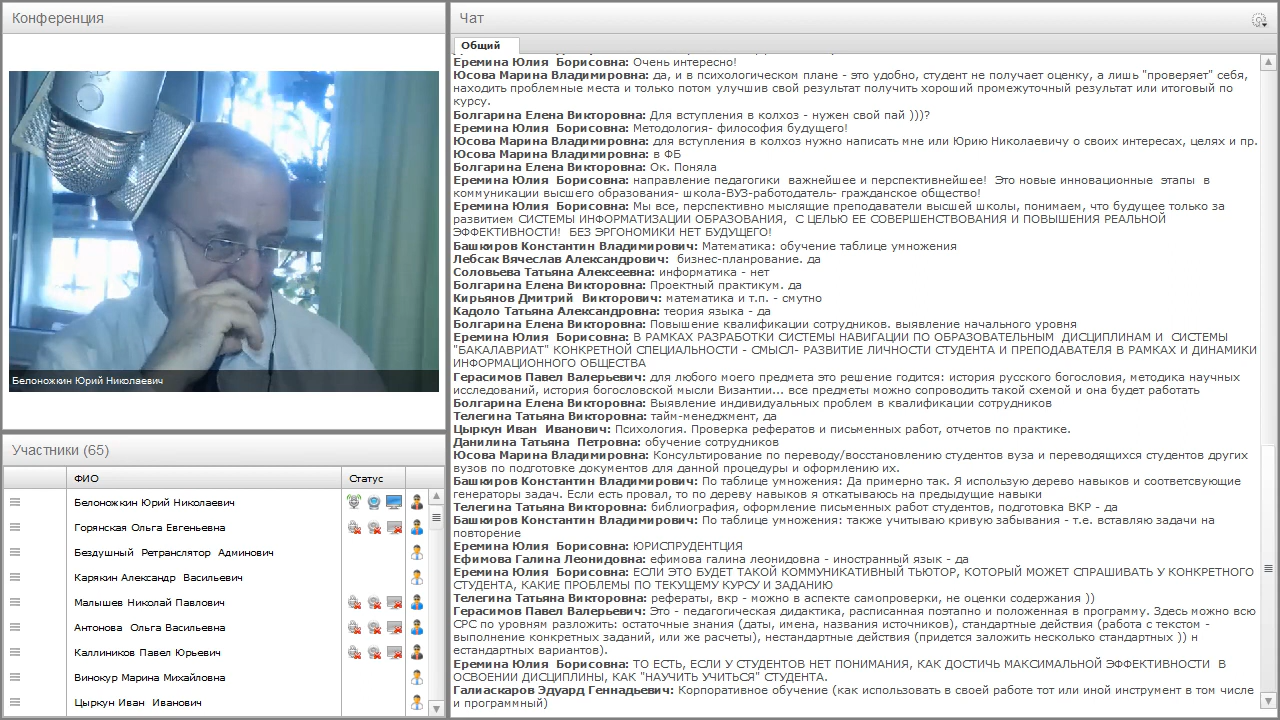 Конференция
Белоножкин Юрий Николаевич
Участники (65)
ФИО
Статус
Белоножкин Юрий Николаевич
Горянская Ольга Евгеньевна
Бездушный Ретранслятор Админович
Карякин Александр Васильевич
Малышев Николай Павлович
Антонова Ольга Васильевна
Каллиников Павел Юрьевич
Винокур Марина Михайловна
Цыркун Иван Иванович
Чат
Общий
Еремина Юлия Борисовна: Очень интересно!
Юсова Марина Владимировна: да, и в психологическом плане - это удобно, студент не получает оценку, а лишь "проверяет" себя,
находить проблемные места и только потом улучшив свой результат получить хороший промежуточный результат или итоговый по
курсу.
Болгарина Елена Викторовна: Для вступления в колхоз - нужен свой пай )))?
Еремина Юлия Борисовна: Методология- философия будущего!
Юсова Марина Владимировна: для вступления в колхоз нужно написать мне или Юрию Николаевичу о своих интересах, целях и пр.
Юсова Марина Владимировна: в ФБ
Болгарина Елена Викторовна: Ок. Поняла
Еремина Юлия Борисовна: направление педагогики важнейшее и перспективнейшее! Это новые инновационные этапы в
коммуникации высшего образования- школа-ВУЗ-работодатель- гражданское общество!
Еремина Юлия Борисовна: Мы все, перспективно мыслящие преподаватели высшей школы, понимаем, что будущее только за
развитием СИСТЕМЫ ИНФОРМАТИЗАЦИИ ОБРАЗОВАНИЯ, С ЦЕЛЬЮ ЕЕ СОВЕРШЕНСТВОВАНИЯ И ПОВЫШЕНИЯ РЕАЛЬНОЙ
ЭФФЕКТИВНОСТИ! БЕЗ ЭРГОНОМИКИ НЕТ БУДУЩЕГО!
Башкиров Константин Владимирович: Математика: обучение таблице умножения
Лебсак Вячеслав Александрович: бизнес-планрование. да
Соловьева Татьяна Алексеевна: информатика - нет
Болгарина Елена Викторовна: Проектный практикум. да
Кирьянов Дмитрий Викторович: математика и т.п. - смутно
Кадоло Татьяна Александровна: теория языка - да
Болгарина Елена Викторовна: Повышение квалификации сотрудников. выявление начального уровня
Еремина Юлия Борисовна: В РАМКАХ РАЗРАБОТКИ СИСТЕМЫ НАВИГАЦИИ ПО ОБРАЗОВАТЕЛЬНЫМ ДИСЦИПЛИНАМ И СИСТЕМЫ
"БАКАЛАВРИАТ" КОНКРЕТНОЙ СПЕЦИАЛЬНОСТИ - СМЫСЛ- РАЗВИТИЕ ЛИЧНОСТИ СТУДЕНТА И ПРЕПОДАВАТЕЛЯ В РАМКАХ И ДИНАМИКИ
ИНФОРМАЦИОННОГО ОБЩЕСТВА
Герасимов Павел Валерьевич: для любого моего предмета это решение годится: история русского богословия, методика научных
исследований, история богословской мысли Византии... все предметы можно сопроводить такой схемой и она будет работать
Болгарина Елена Викторовна: Выявление индивидуальных проблем в квалификации сотрудников
Телегина Татьяна Викторовна: тайм-менеджмент, да
Цыркун Иван Иванович: Психология. Проверка рефератов и письменных работ, отчетов по практике.
Данилина Татьяна Петровна: обучение сотрудников
Юсова Марина Владимировна: Консультирование по переводу/восстановлению студентов вуза и переводящихся студентов других
вузов по подготовке документов для данной процедуры и оформлению их.
Башкиров Константин Владимирович: По таблице умножения: Да примерно так. Я использую дерево навыков и соответсвующие
генераторы задач. Если есть провал, то по дереву навыков я откатываюсь на предыдущие навыки
Телегина Татьяна Викторовна: библиография, оформление письменных работ студентов, подготовка ВКР - да
Башкиров Константин Владимирович: По таблице умножения: также учитываю кривую забывания - т.е. вставляю задачи на
повторение
Еремина Юлия Борисовна: ЮРИСПРУДЕНТЦИЯ
Ефимова Галина Леонидовна: ефимова галина леонидовна - иностранный язык - да
Еремина Юлия Борисовна: ЕСЛИ ЭТО БУДЕТ ТАКОЙ КОММУНИКАТИВНЫЙ ТЬЮТОР, КОТОРЫЙ МОЖЕТ СПРАШИВАТЬ У КОНКРЕТНОГО
СТУДЕНТА, КАКИЕ ПРОБЛЕМЫ ПО ТЕКУЩЕМУ КУРСУ И ЗАДАНИЮ
Телегина Татьяна Викторовна: рефераты, вкр - можно в аспекте самопроверки, не оценки содержания ))
Герасимов Павел Валерьевич: Это - педагогическая дидактика, расписанная поэтапно и положенная в программу. Здесь можно всю
СРС по уровням разложить: остаточные знания (даты, имена, названия источников), стандартные действия (работа с текстом -
выполнение конкретных заданий, или же расчеты), нестандартные действия (придется заложить несколько стандартных )) н
естандартных вариантов).
Еремина Юлия Борисовна: ТО ЕСТЬ, ЕСЛИ У СТУДЕНТОВ НЕТ ПОНИМАНИЯ, КАК ДОСТИЧЬ МАКСИМАЛЬНОЙ ЭФФЕКТИВНОСТИ В
ОСВОЕНИИ ДИСЦИПЛИНЫ, КАК "НАУЧИТЬ УЧИТЬСЯ" СТУДЕНТА.
Галиаскаров Эдуард Геннадьевич: Корпоративное обучение (как использовать в своей работе тот или иной инструмент в том числе
и программный)